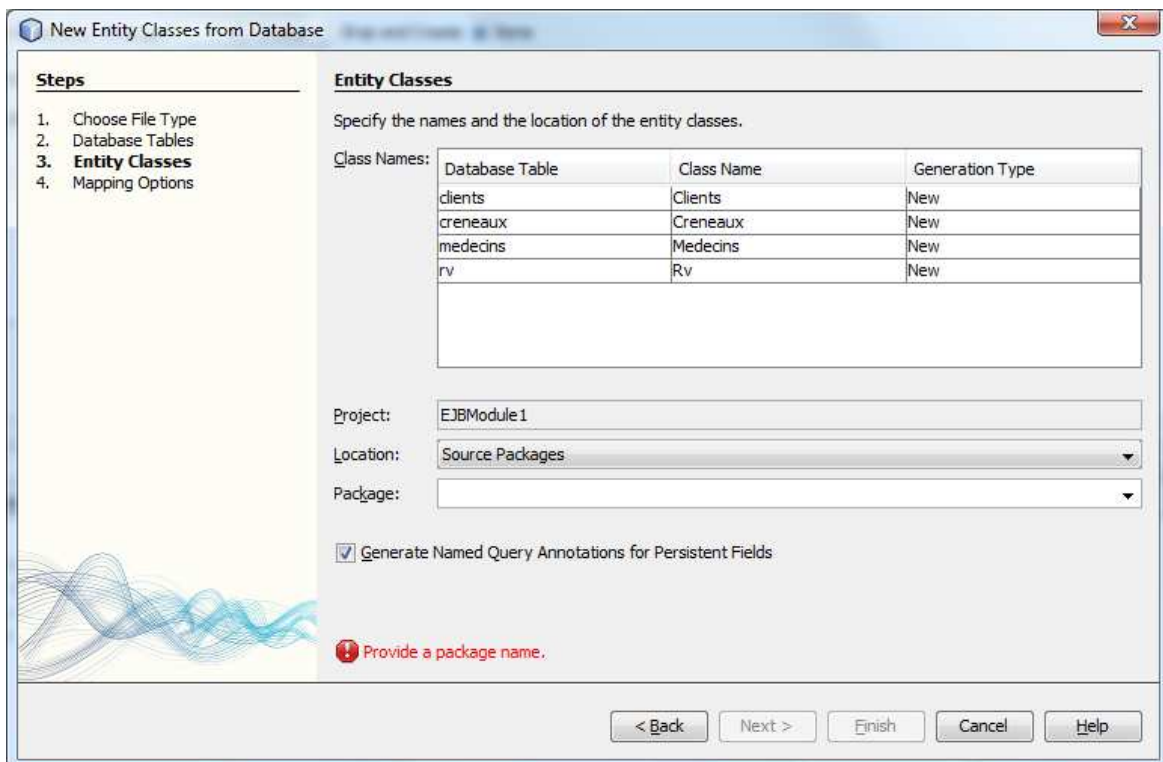 New Entity Classes from Database
Steps
1. Choose File Type
2. Database Tables
3. Entity Classes
4. Mapping Options
Entity Classes
Specify the names and the location of the entity classes.
Class Names:
Database Table Class Name Generation Type
clients Clients New
creneaux Creneaux New
medecins Medecins New
rv Rv New
Project: EJBModule1
Location: Source Packages
Package:
Generate Named Query Annotations for Persistent Fields
Provide a package name.
< Back Next > Finish Cancel Help